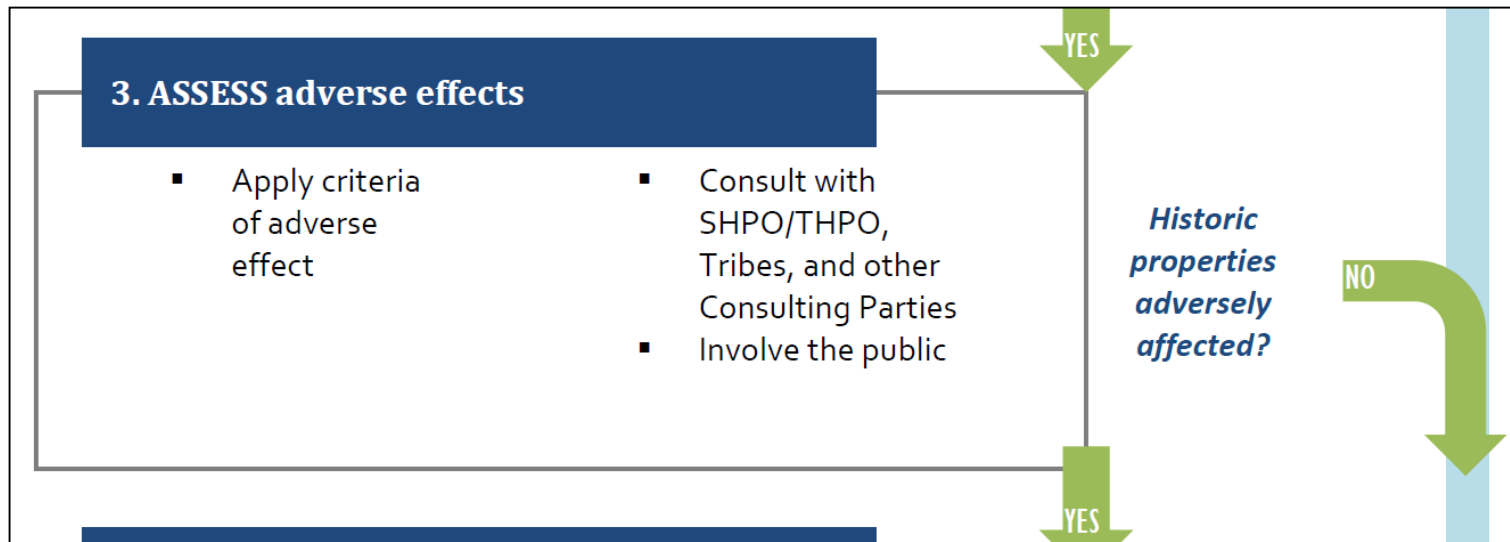 YES
3. ASSESS adverse effects
▪ Apply criteria
of adverse
effect
▪ Consult with
SHPO/THPO,
Tribes, and other
Consulting Parties
▪ Involve the public
Historic
properties
adversely
affected?
NO
YES